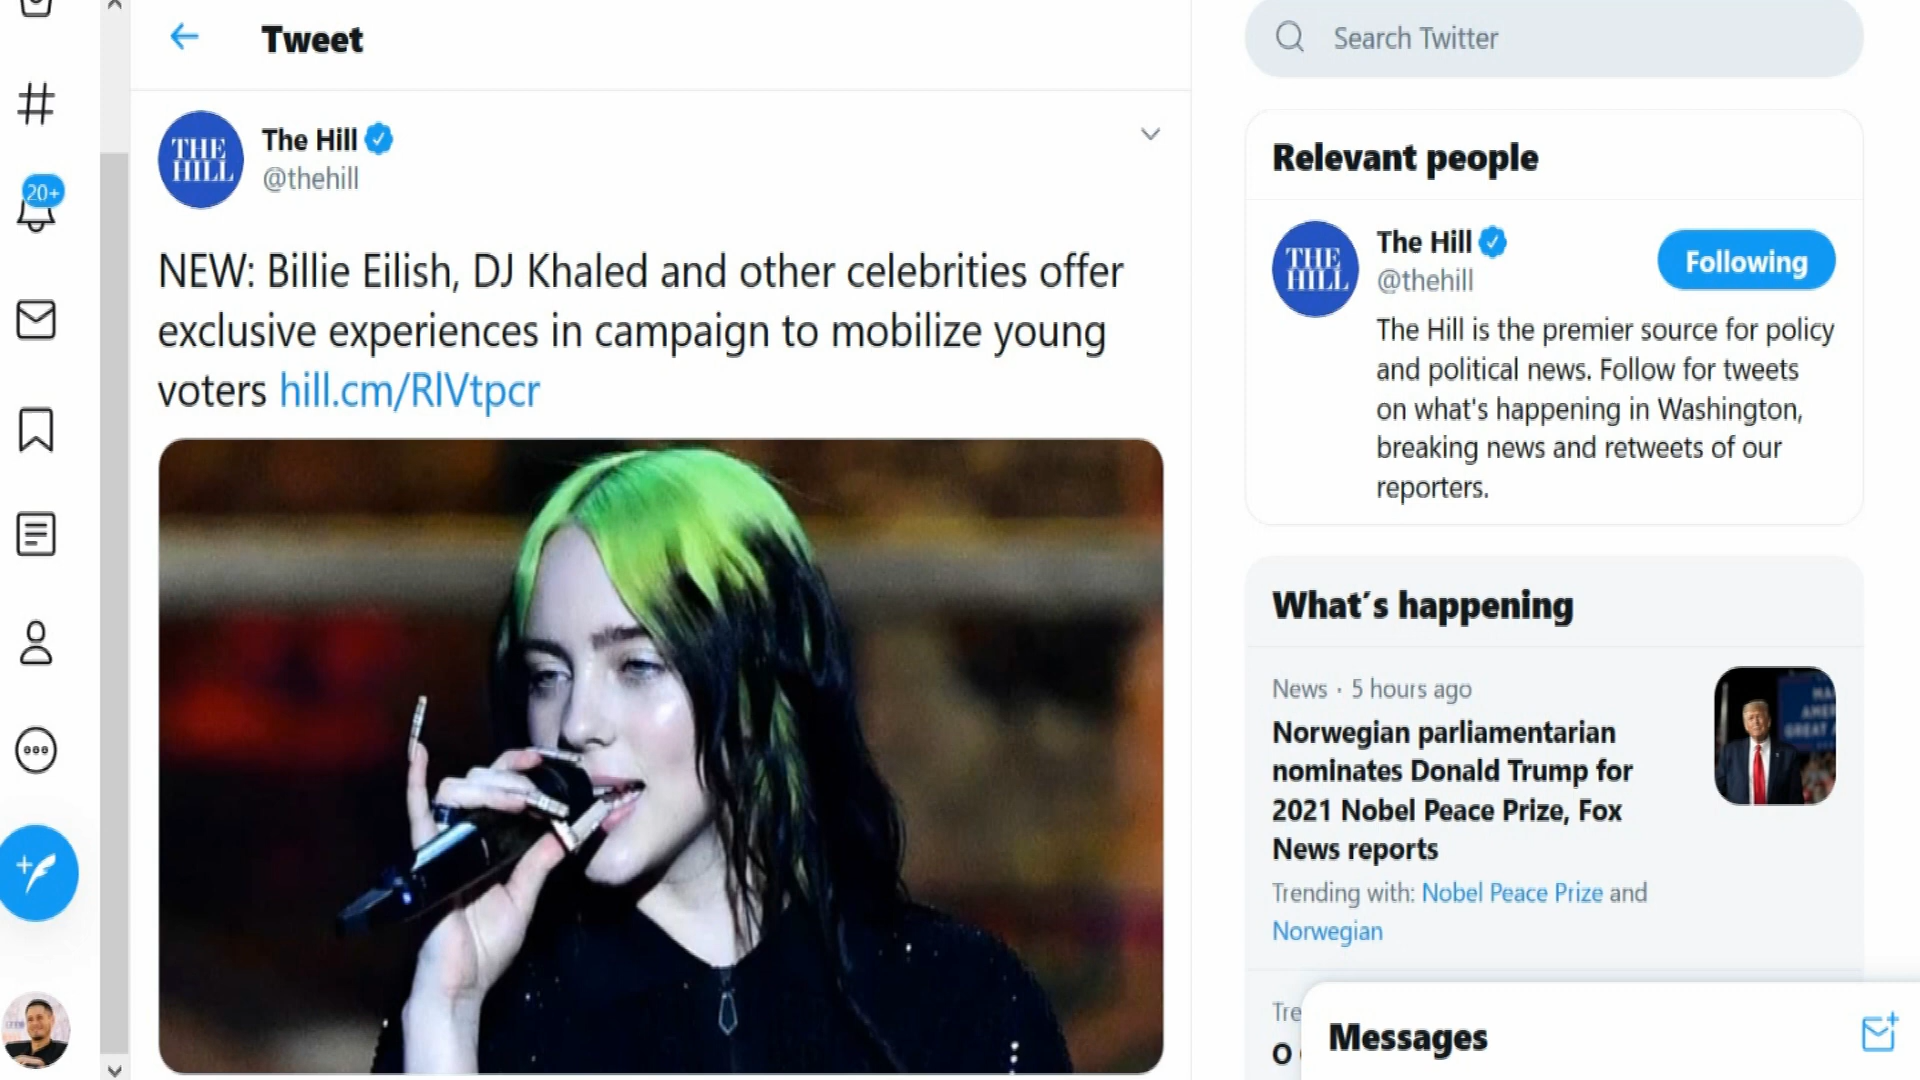 Tweet
THE
HILL
The Hill
@thehill
20+
NEW: Billie Eilish, DJ Khaled and other celebrities offer
exclusive experiences in campaign to mobilize young
voters hill.cm/RlVtpcr
Search Twitter
Relevant people
THE
HILL
The Hill
@thehill
Following
The Hill is the premier source for policy
and political news. Follow for tweets
on what's happening in Washington,
breaking news and retweets of our
reporters.
What´s happening
News · 5 hours ago
Norwegian parliamentarian
nominates Donald Trump for
2021 Nobel Peace Prize, Fox
News reports
Trending with: Nobel Peace Prize and
Norwegian
Messages